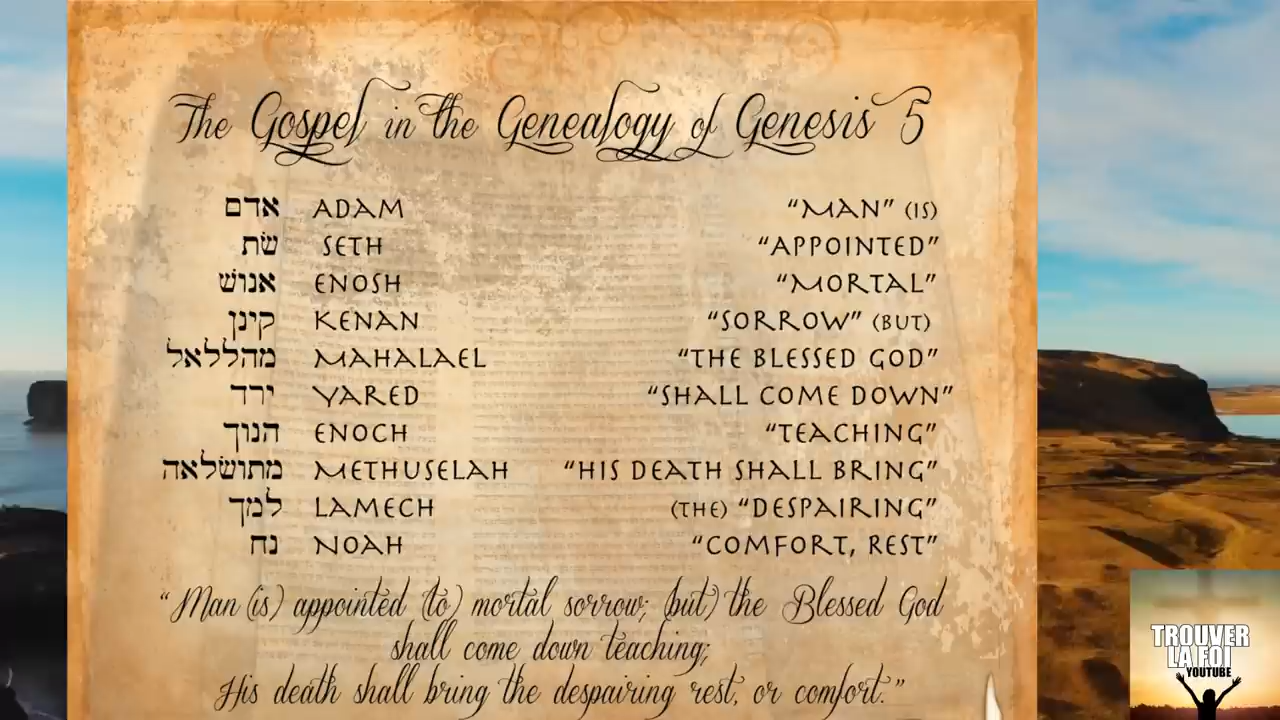 The Gospel in the Genealogy of Genesis 5
אדם ADAM “MAN” (IS)
שׂת SETH “APPOINTED”
אנושׁ ENOSH “MORTAL”
קינן KENAN “SORROW” (BUT)
מהללאל MAHALAEL “THE BLESSED GOD”
ירד YARED “SHALL COME DOWN”
הנוך ENOCH “TEACHING”
מתושׂלאה METHUSELAH “HIS DEATH SHALL BRING”
למך LAMECH (THE) “DESPAIRING”
נח NOAH “COMFORT, REST”
“Man (is) appointed (to) mortal sorrow; (but) the Blessed God
shall come down teaching;
His death shall bring the despairing rest, or comfort.”
TROUVER
LA FOI
YOUTUBE